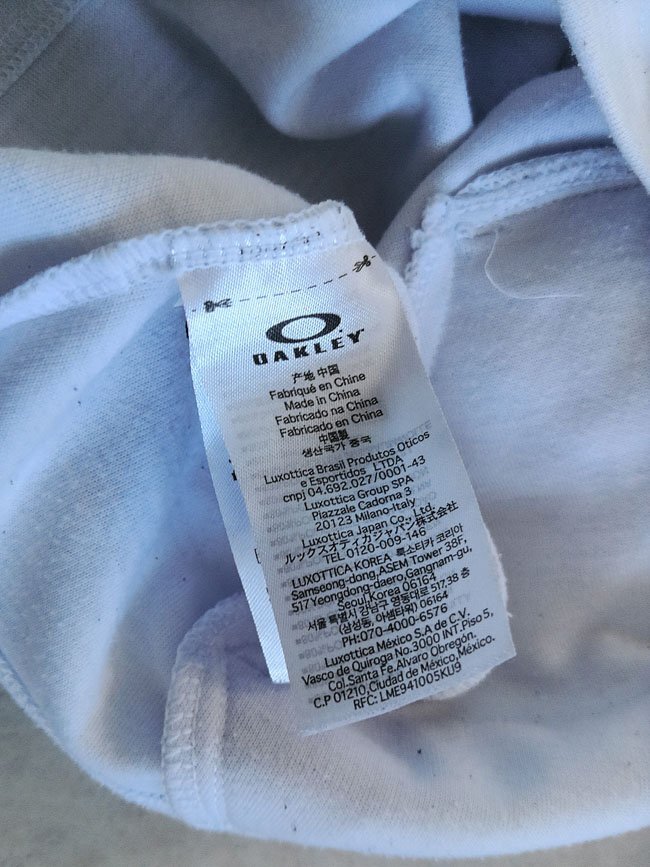 OAKLEY
产地 中国
Fabriqué en Chine
Made in China
Fabricado na China
Fabricado en China
中国製
생산국가 중국
Luxottica Brasil Produtos Oticos
e Esportidos LTDA
cnpj 04.692.027/0001-43
Luxottica Group SPA
Piazzale Cadorna 3
20123 Milano-Italy
Luxottica Japan Co., Ltd.
ルックスオティカジャパン株式会社
TEL 0120-009-146
LUXOTTICA KOREA 룩소티카 코리아
Samseong-dong, ASEM Tower 38F,
517 Yeongdong-daero, Gangnam-gu,
Seoul Korea 06164
서울 특별시 강남구 영동대로 517, 38 층
(삼성동, 아셈타워) 06164
PH:070-4000-6576
Luxottica México S.A de C.V.
Vasco de Quiroga No.3000 INT.Piso 5,
Col.Santa Fe.Alvaro Obregón.
C.P 01210,Ciudad de México,México.
RFC: LME941005KU9